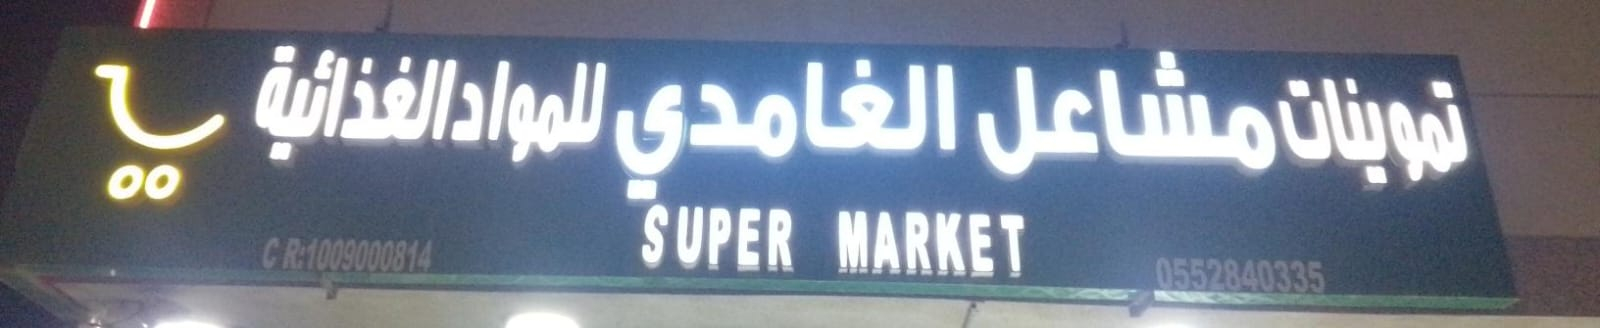 تموينات مشاعل الغامدي للمواد الغذائية
SUPER MARKET
C R:1009000814
0552840335